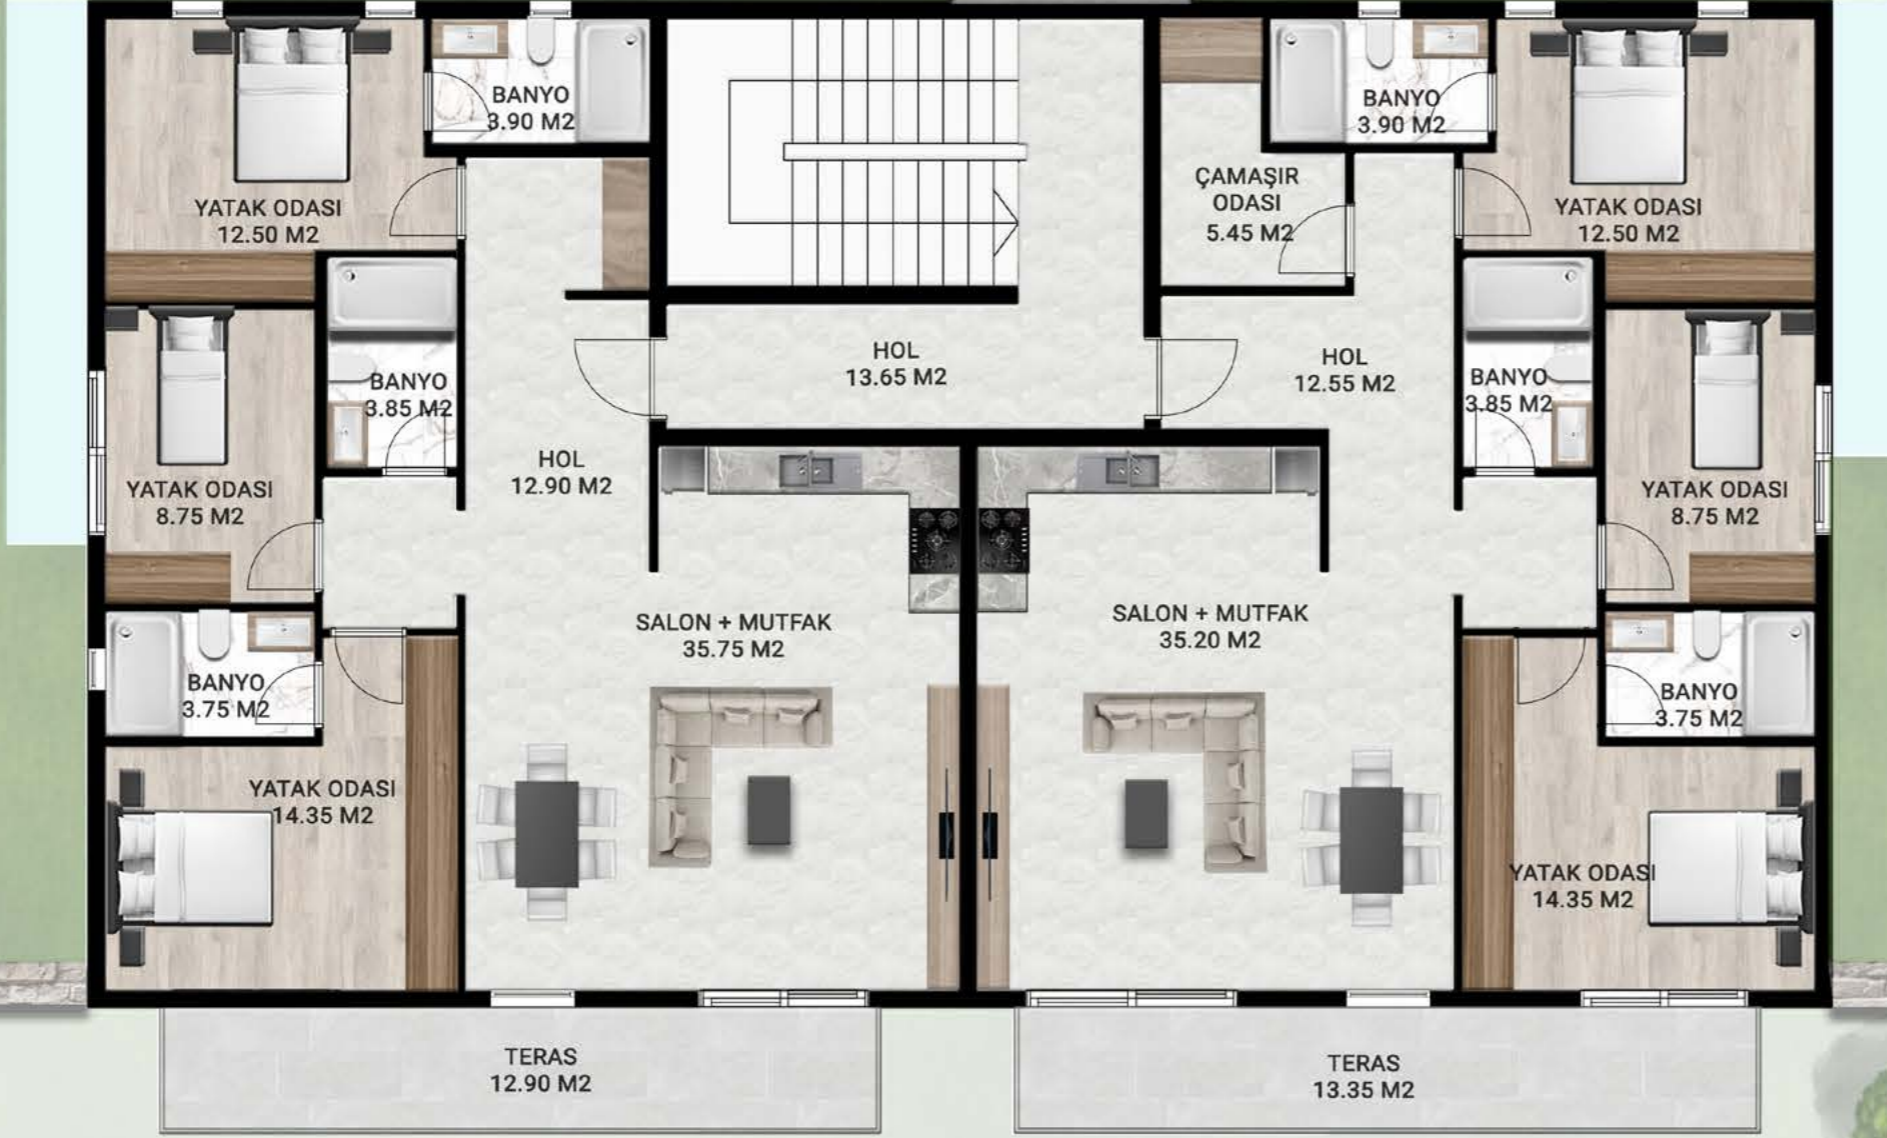 BANYO
3.90 M2
BANYO
3.90 M2
ÇAMAŞIR
ODASI
5.45 M2
YATAK ODASI
12.50 M2
YATAK ODASI
12.50 M2
HOL
13.65 M2
HOL
12.55 M2
BANYO
3.85 M2
BANYO
3.85 M2
HOL
12.90 M2
YATAK ODASI
8.75 M2
YATAK ODASI
8.75 M2
SALON + MUTFAK
35.75 M2
SALON + MUTFAK
35.20 M2
BANYO
3.75 M2
BANYO
3.75 M2
YATAK ODASI
14.35 M2
YATAK ODASI
14.35 M2
TERAS
12.90 M2
TERAS
13.35 M2